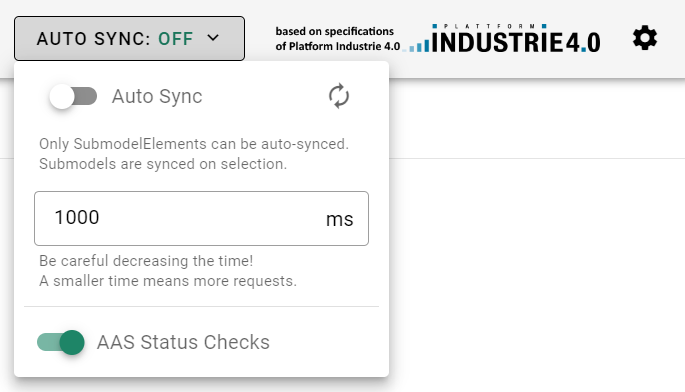 AUTO SYNC: OFF
based on specifications
of Platform Industrie 4.0
PLATTFORM
INDUSTRIE4.0
Auto Sync
Only SubmodelElements can be auto-synced.
Submodels are synced on selection.
1000 ms
Be careful decreasing the time!
A smaller time means more requests.
AAS Status Checks